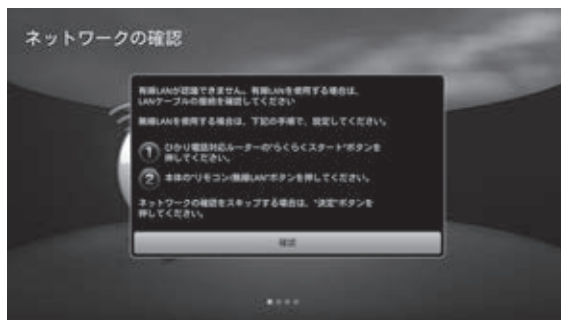 ネットワークの確認
有線LANが認識できません。有線LANを使用する場合は、
LANケーブルの接続を確認してください
無線LANを使用する場合は、下記の手順で、設定してください。
1 ひかり電話対応ルーターの"らくらくスタート"ボタンを
押してください。
2 本体の"リモコン/無線LAN"ボタンを押してください。
ネットワークの確認をスキップする場合は、"決定"ボタンを
押してください。
確認